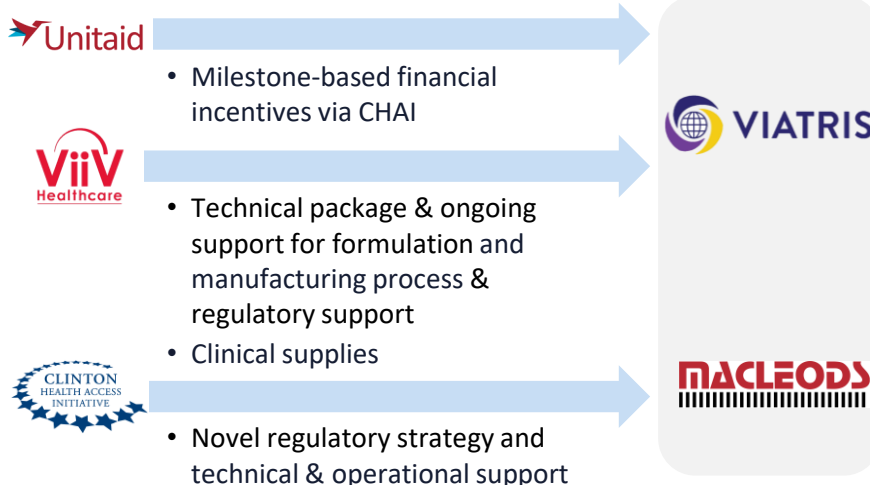 Unitaid
• Milestone-based financial
incentives via CHAI
VIATRIS
ViiV
Healthcare
• Technical package & ongoing
support for formulation and
manufacturing process &
regulatory support
• Clinical supplies
CLINTON
HEALTH ACCESS
INITIATIVE
MACLEODS
• Novel regulatory strategy and
technical & operational support